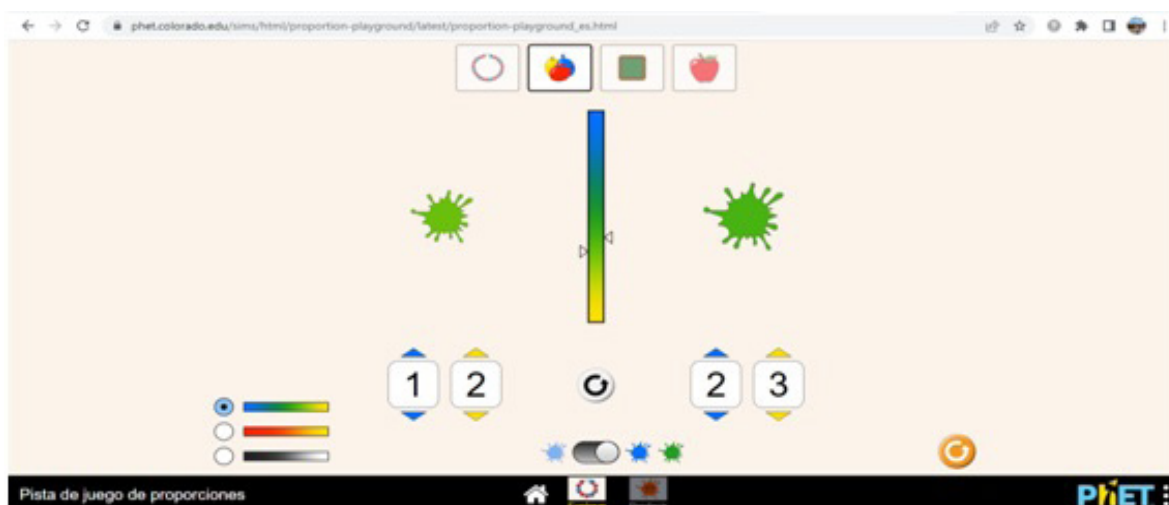 phet.colorado.edu/sims/html/proportion-playground/latest/proportion-playground_es.html
1 2 2 3
Pista de juego de proporciones
PhET